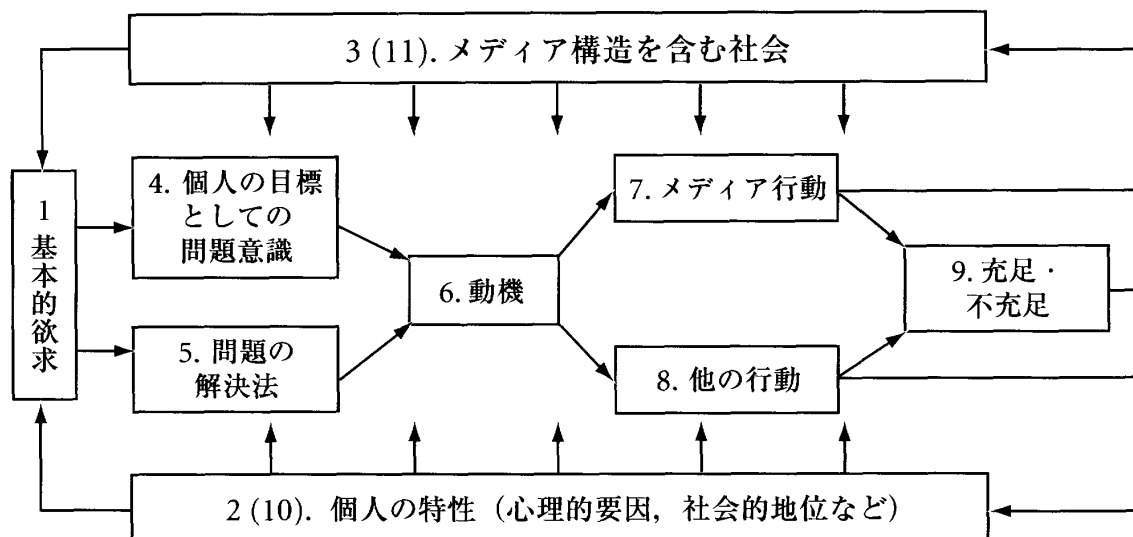 3 (11). メディア構造を含む社会
1
基本的欲求
4. 個人の目標
としての
問題意識
5. 問題の
解決法
6. 動機
7. メディア行動
8. 他の行動
9. 充足・
不充足
2 (10). 個人の特性（心理的要因, 社会的地位など）